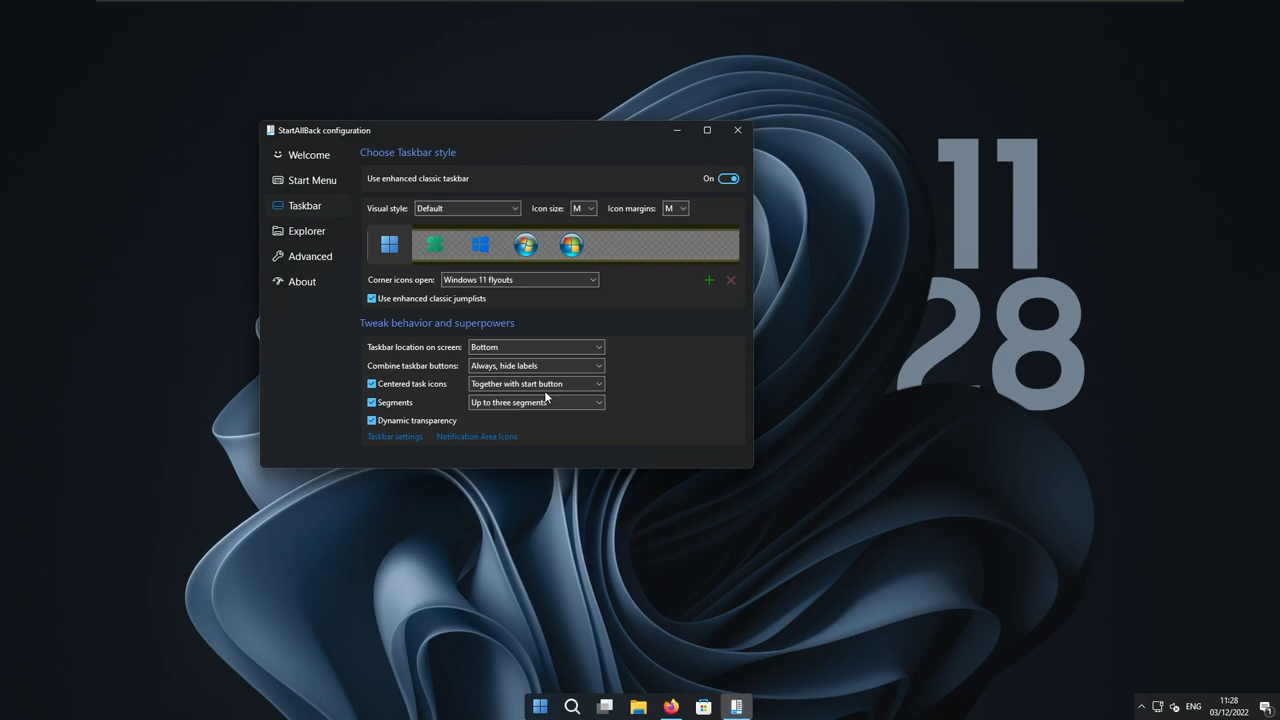 StartAllBack configuration
Welcome
Start Menu
Taskbar
Explorer
Advanced
About
Choose Taskbar style
Use enhanced classic taskbar
On
Visual style: Default Icon size: M Icon margins: M
Corner icons open: Windows 11 flyouts
Use enhanced classic jumplists
Tweak behavior and superpowers
Taskbar location on screen: Bottom
Combine taskbar buttons: Always, hide labels
Centered task icons Together with start button
Segments Up to three segments
Dynamic transparency
Taskbar settings Notification Area Icons
11
28
ENG
11:28
03/12/2022